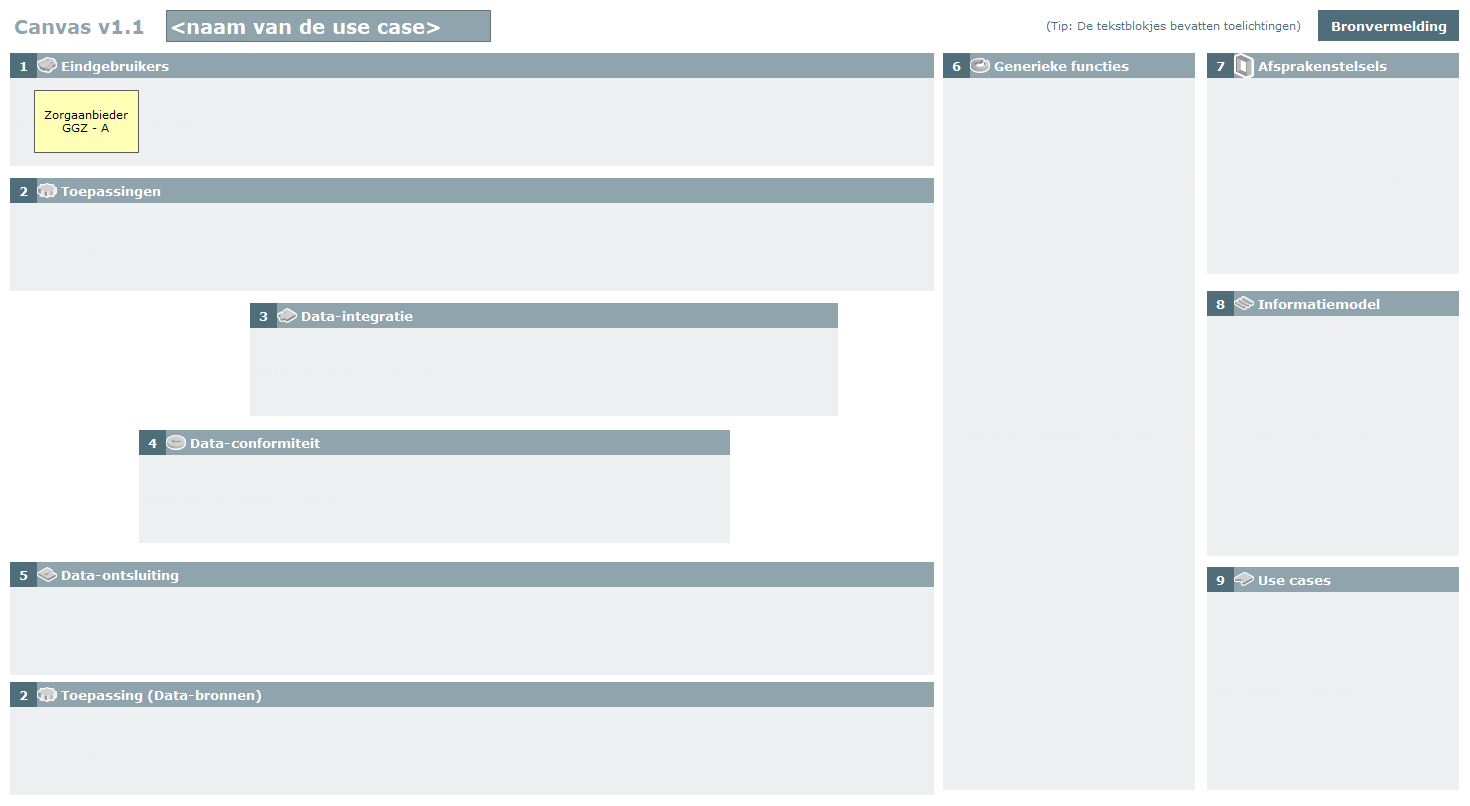 Canvas v1.1
<naam van de use case>
(Tip: De tekstblokjes bevatten toelichtingen)
Bronvermelding
1 Eindgebruikers
Zorgaanbieder
GGZ - A
2 Toepassingen
3 Data-integratie
4 Data-conformiteit
5 Data-ontsluiting
2 Toepassing (Data-bronnen)
6 Generieke functies
7 Afsprakenstelsels
8 Informatiemodel
9 Use cases